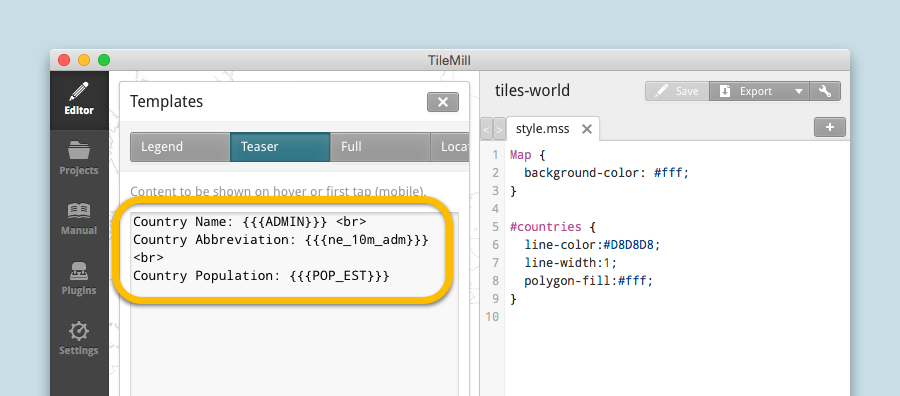 TileMill
Editor
Projects
Manual
Plugins
Settings
Templates
Legend
Teaser
Full
Content to be shown on hover or first tap (mobile).
Country Name: {{{ADMIN}}} <br>
Country Abbreviation: {{{ne_10m_adm}}}
<br>
Country Population: {{{POP_EST}}}
tiles-world
Save
Export
< >
style.mss
+
1 Map {
2 background-color: #fff;
3 }
4
5 #countries {
6 line-color:#D8D8D8;
7 line-width:1;
8 polygon-fill:#fff;
9 }
10